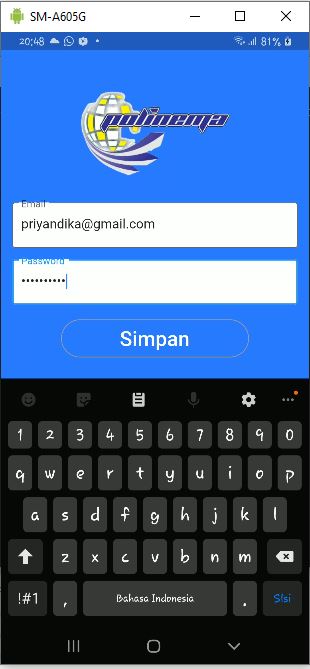 SM-A605G
20.48 81%
polinema
Email
priyandika@gmail.com
Password
••••••••••
Simpan
1 2 3 4 5 6 7 8 9 0
q w e r t y u i o p
a s d f g h j k l
z x c v b n m
!#1 , Bahasa Indonesia . S!si